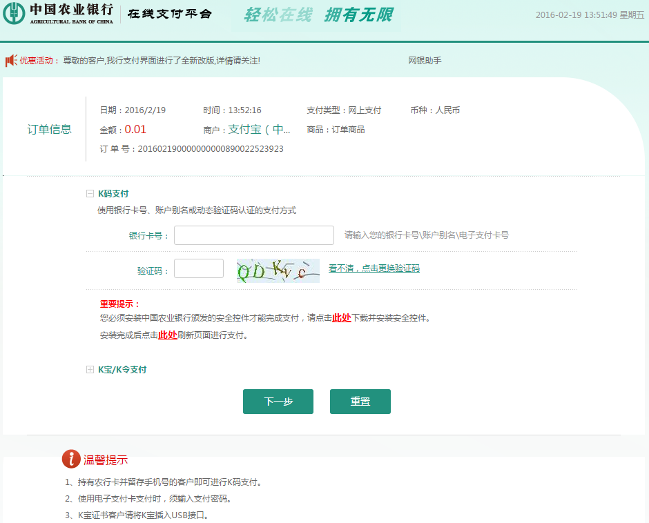 中国农业银行
AGRICULTURAL BANK OF CHINA
在线支付平台
轻松在线 拥有无限
2016-02-19 13:51:49 星期五
优惠活动： 尊敬的客户,我行支付界面进行了全新改版,详情请关注!
网银助手
订单信息
日期：2016/2/19 时间：13:52:16 支付类型：网上支付 币种：人民币
金额：0.01 商户：支付宝（中... 商品：订单商品
订 单 号：20160219000000000890022523923
K码支付
使用银行卡号、账户别名或动态验证码认证的支付方式
银行卡号： 请输入您的银行卡号\账户别名\电子支付卡号
验证码： QDKvc 看不清，点击更换验证码
重要提示：
您必须安装中国农业银行颁发的安全控件才能完成支付，请点击此处下载并安装安全控件。
安装完成后点击此处刷新页面进行支付。
K宝/K令支付
下一步 重置
温馨提示
1、持有农行卡并留存手机号的客户即可进行K码支付。
2、使用电子支付卡支付时，须输入支付密码。
3、K宝证书客户请将K宝插入USB接口。